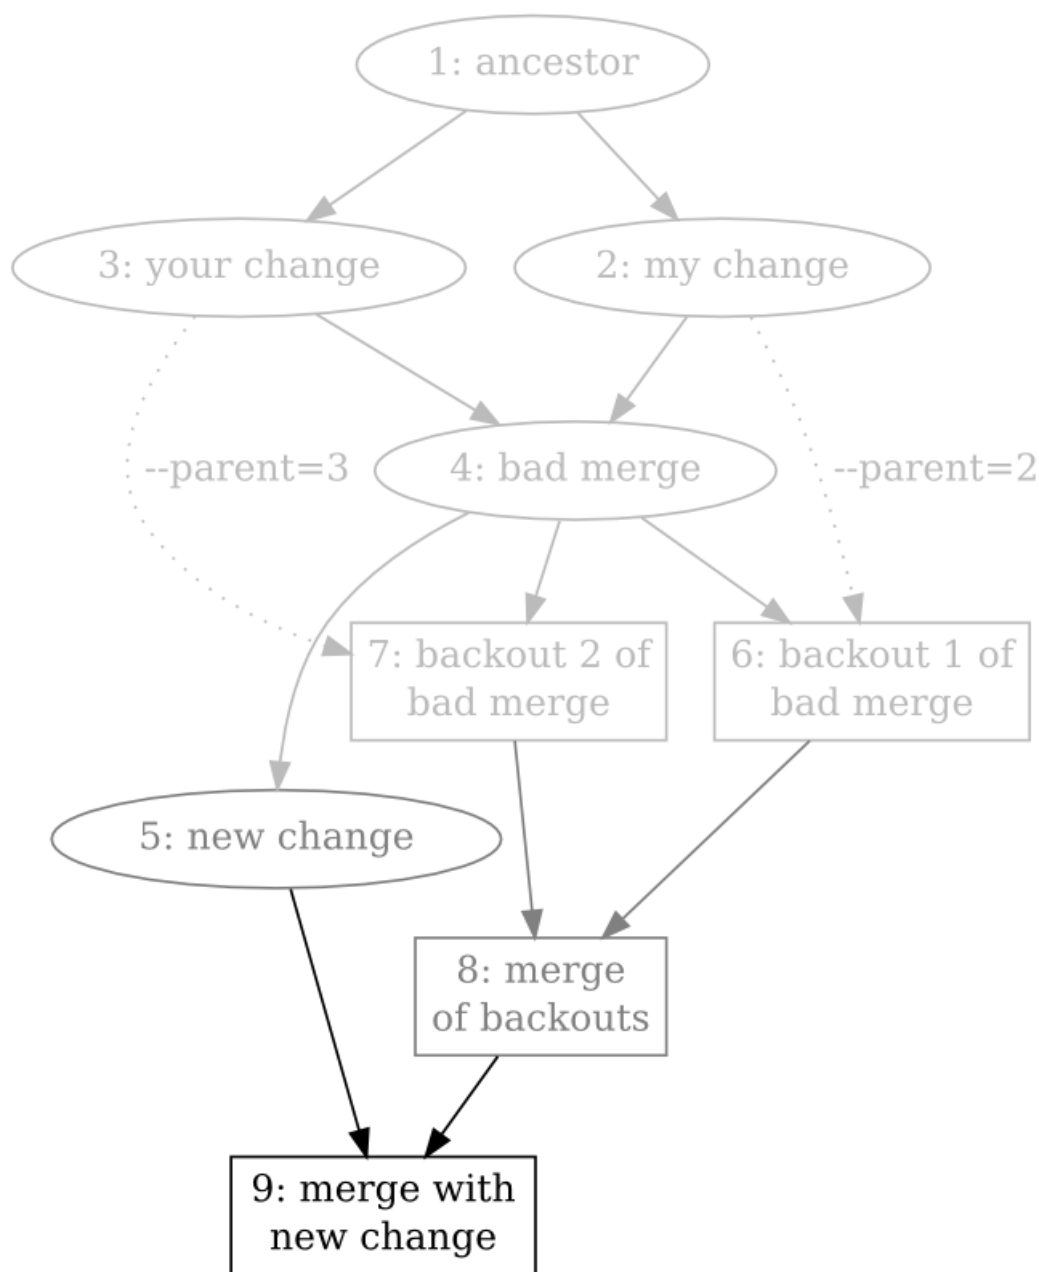 1: ancestor
3: your change
2: my change
--parent=3
4: bad merge
--parent=2
7: backout 2 of
bad merge
6: backout 1 of
bad merge
5: new change
8: merge
of backouts
9: merge with
new change